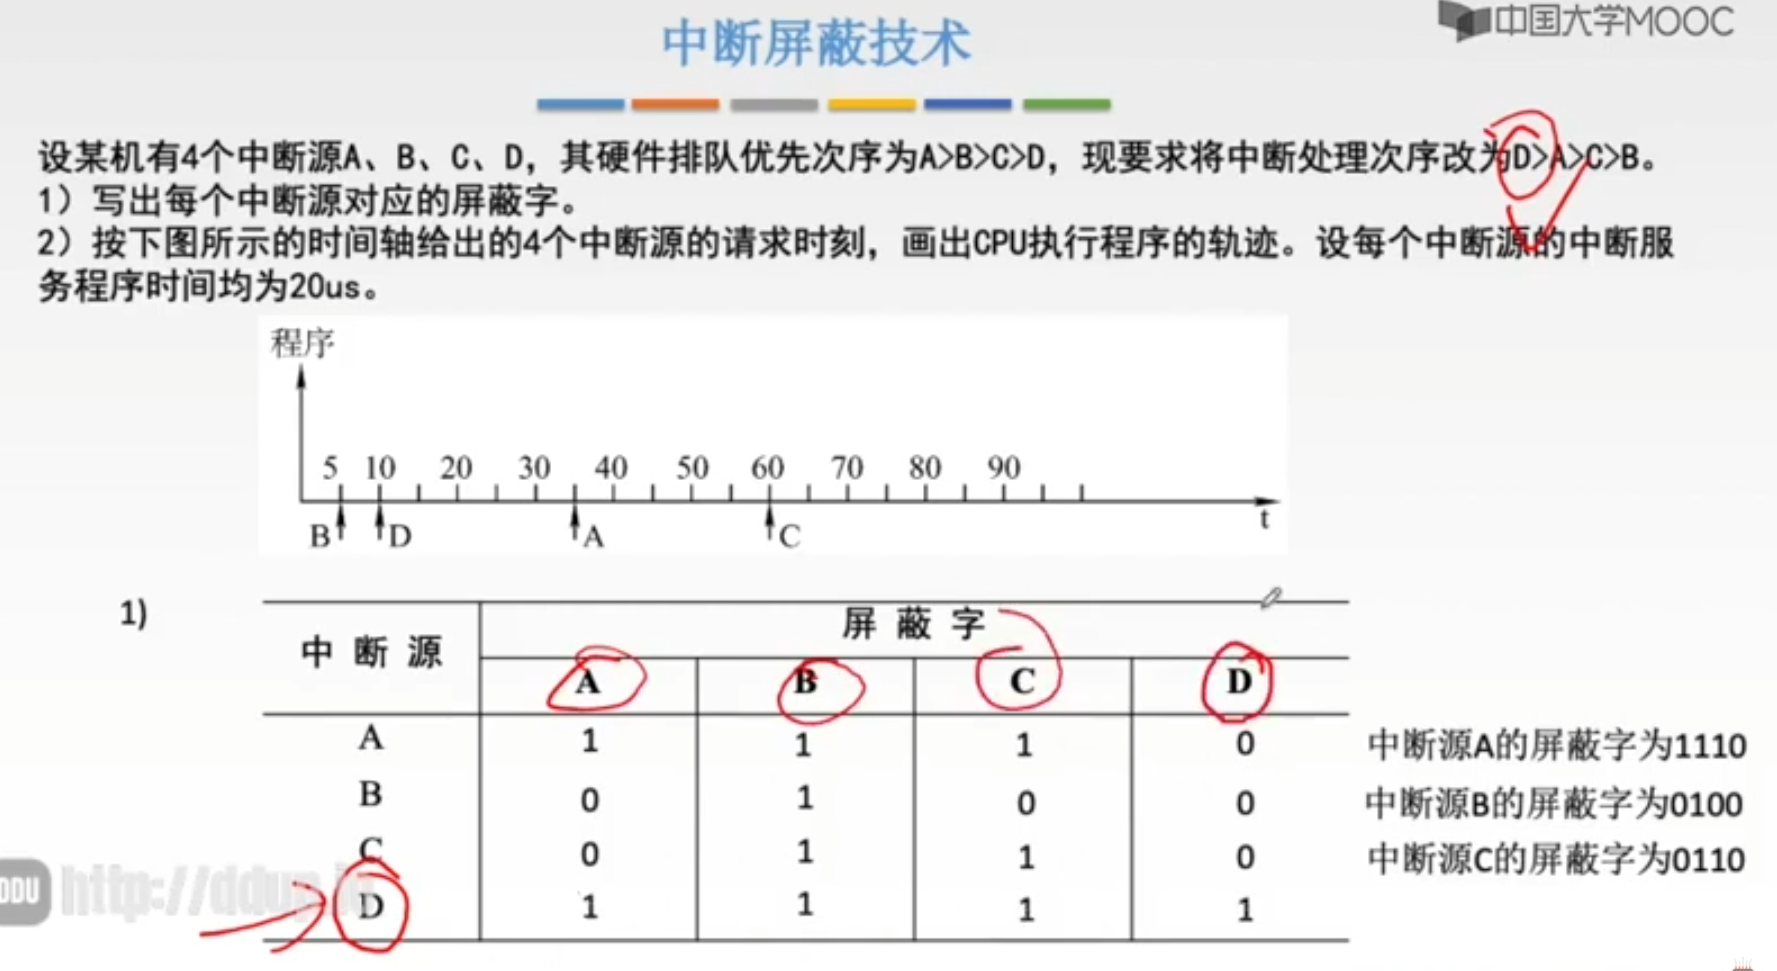 中国大学MOOC
中断屏蔽技术
设某机有4个中断源A、B、C、D，其硬件排队优先次序为A>B>C>D，现要求将中断处理次序改为D>A>C>B。
1）写出每个中断源对应的屏蔽字。
2）按下图所示的时间轴给出的4个中断源的请求时刻，画出CPU执行程序的轨迹。设每个中断源的中断服
务程序时间均为20us。
程序
5 10 20 30 40 50 60 70 80 90
t
B D A C
1)
中断源 屏蔽字
A B C D
A 1 1 1 0 中断源A的屏蔽字为1110
B 0 1 0 0 中断源B的屏蔽字为0100
C 0 1 1 0 中断源C的屏蔽字为0110
D 1 1 1 1
DDU